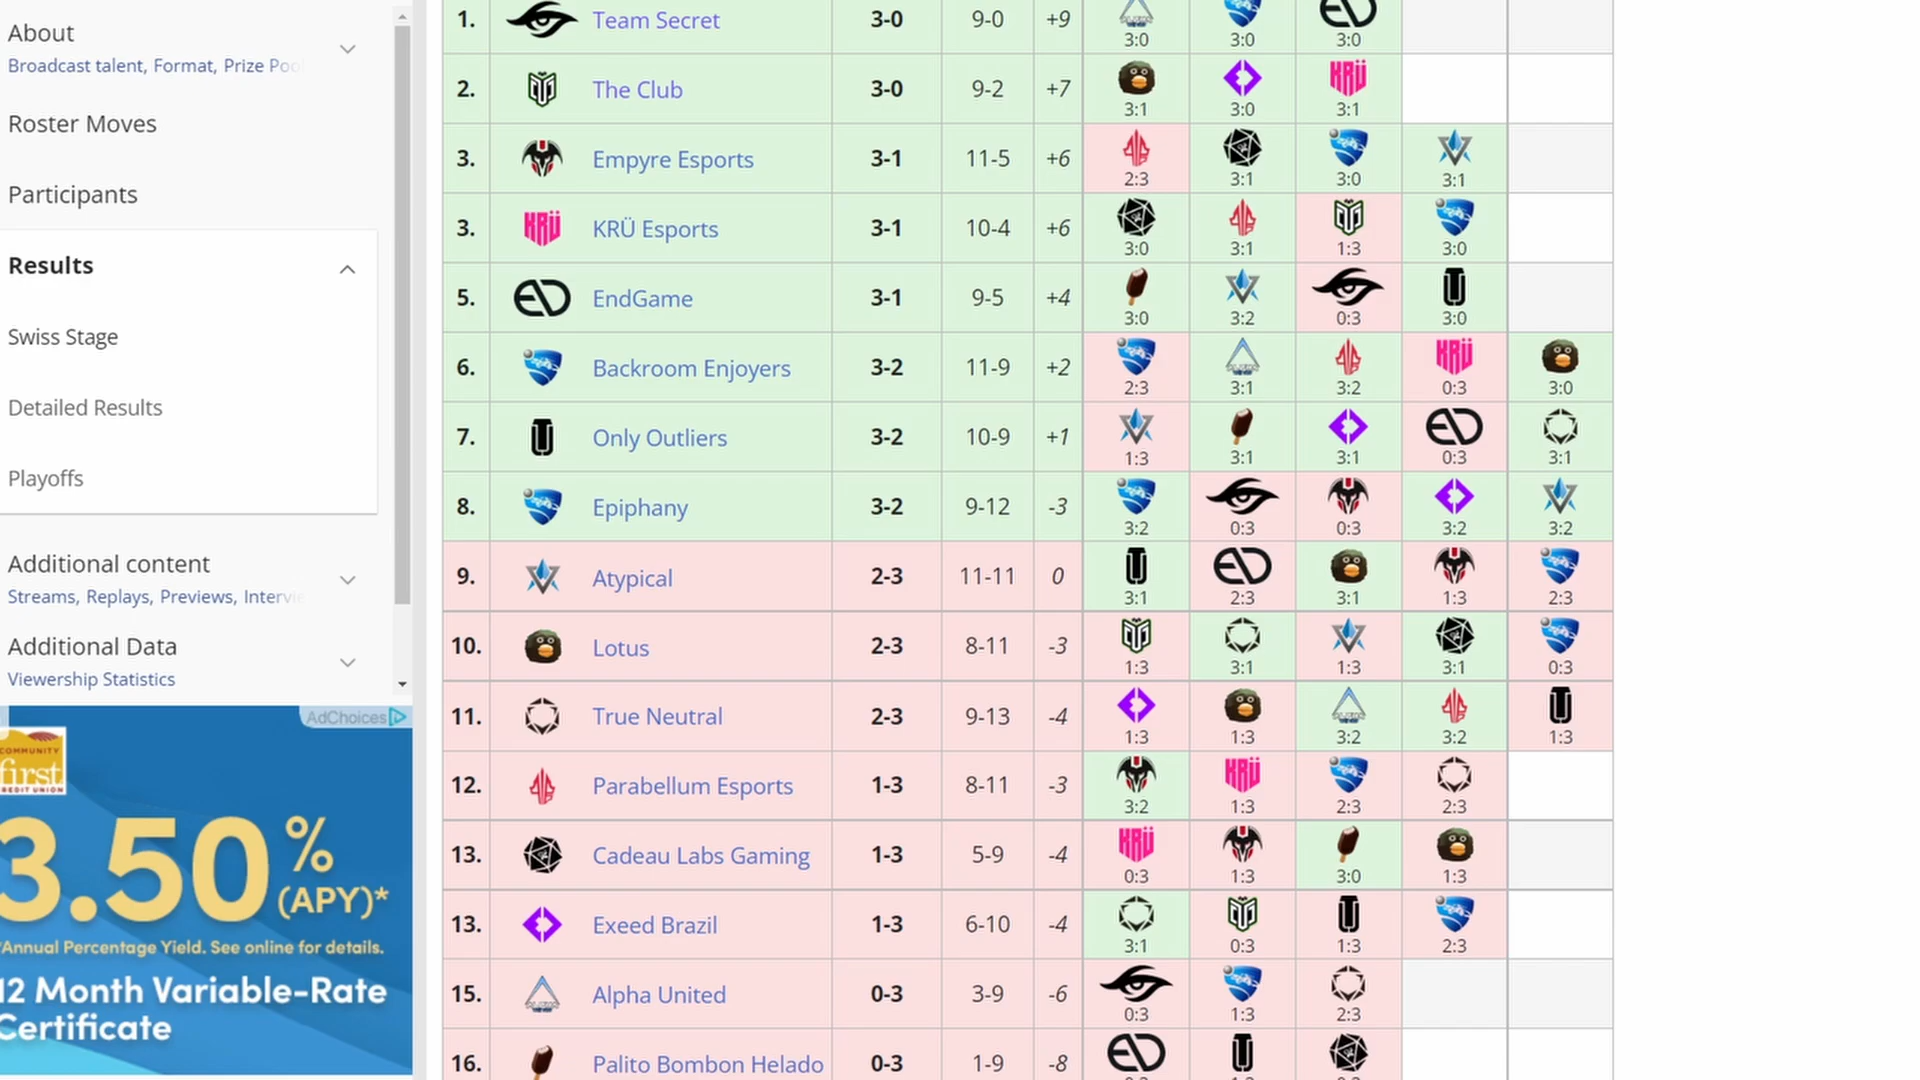 About
Broadcast talent, Format, Prize Poo
Roster Moves
Participants
Results
Swiss Stage
Detailed Results
Playoffs
Additional content
Streams, Replays, Previews, Intervie
Additional Data
Viewership Statistics
AdChoices
COMMUNITY
first
CREDIT UNION
3.50% (APY)*
*Annual Percentage Yield. See online for details.
12 Month Variable-Rate
Certificate
1. Team Secret 3-0 9-0 +9 3:0 3:0 3:0
2. The Club 3-0 9-2 +7 3:1 3:0 KRÜ 3:1
3. Empyre Esports 3-1 11-5 +6 2:3 3:1 3:0 3:1
3. KRÜ KRÜ Esports 3-1 10-4 +6 3:0 3:1 1:3 3:0
5. EndGame 3-1 9-5 +4 3:0 3:2 0:3 3:0
6. Backroom Enjoyers 3-2 11-9 +2 2:3 3:1 3:2 KRÜ 0:3 3:0
7. Only Outliers 3-2 10-9 +1 1:3 3:1 3:1 0:3 3:1
8. Epiphany 3-2 9-12 -3 3:2 0:3 0:3 3:2 3:2
9. Atypical 2-3 11-11 0 3:1 2:3 3:1 1:3 2:3
10. Lotus 2-3 8-11 -3 1:3 3:1 1:3 3:1 0:3
11. True Neutral 2-3 9-13 -4 1:3 1:3 3:2 3:2 1:3
12. Parabellum Esports 1-3 8-11 -3 3:2 KRÜ 1:3 2:3 2:3
13. Cadeau Labs Gaming 1-3 5-9 -4 KRÜ 0:3 1:3 3:0 1:3
13. Exeed Brazil 1-3 6-10 -4 3:1 0:3 1:3 2:3
15. Alpha United 0-3 3-9 -6 0:3 1:3 2:3
16. Palito Bombon Helado 0-3 1-9 -8